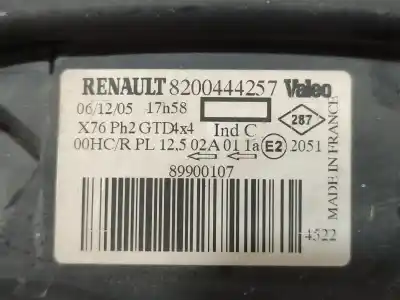 RENAULT 8200444257 Valeo
06/12/05 17h58
X76 Ph2 GTD4x4 Ind C
287
00HC/R PL 12,5 02A 01 1a E2 2051
89900107
4522
MADE IN FRANCE